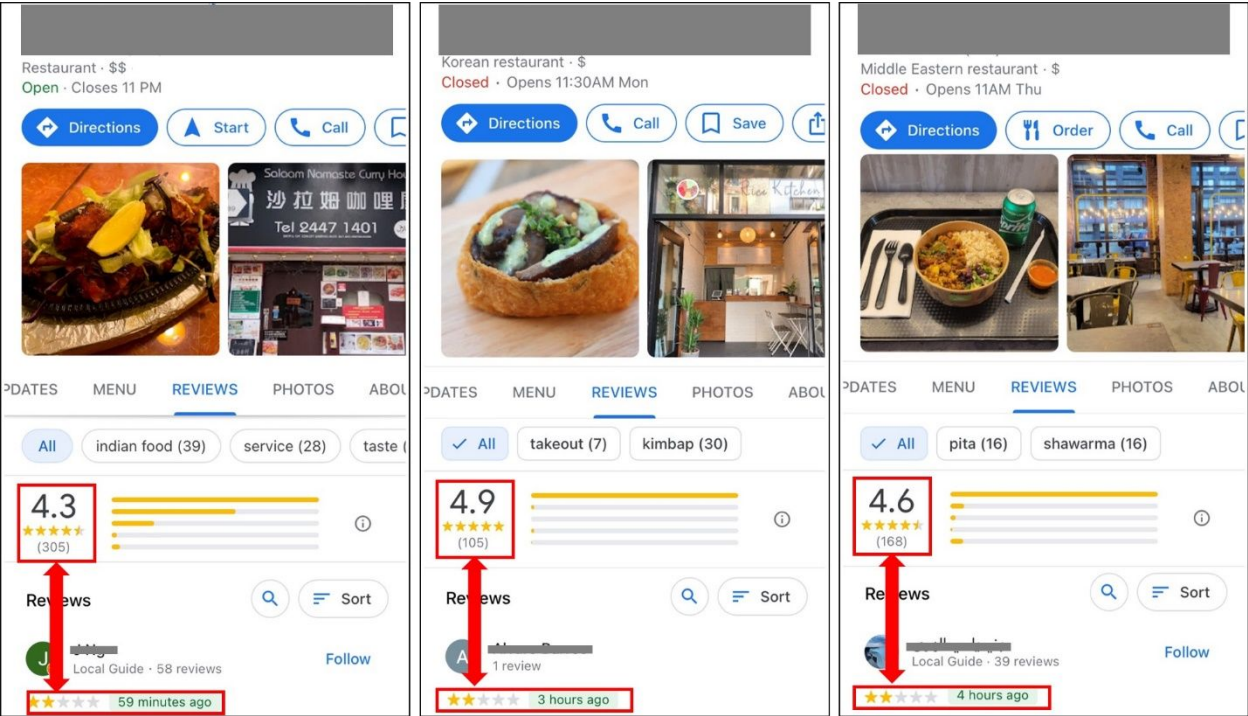 Restaurant · $$
Open · Closes 11 PM
Directions
Start
Call
Salaam Namaste Curry Hou
沙拉姆咖哩
Tel 2447 1401
PDATES
MENU
REVIEWS
PHOTOS
ABOU
All
indian food (39)
service (28)
taste (
4.3
(305)
Reviews
Sort
J
Local Guide · 58 reviews
Follow
59 minutes ago
Korean restaurant · $
Closed · Opens 11:30AM Mon
Directions
Call
Save
Rice Kitchen
PDATES
MENU
REVIEWS
PHOTOS
ABOU
All
takeout (7)
kimbap (30)
4.9
(105)
Reviews
Sort
A
1 review
3 hours ago
Middle Eastern restaurant · $
Closed · Opens 11AM Thu
Directions
Order
Call
PDATES
MENU
REVIEWS
PHOTOS
ABOU
All
pita (16)
shawarma (16)
4.6
(168)
Reviews
Sort
Local Guide · 39 reviews
Follow
4 hours ago